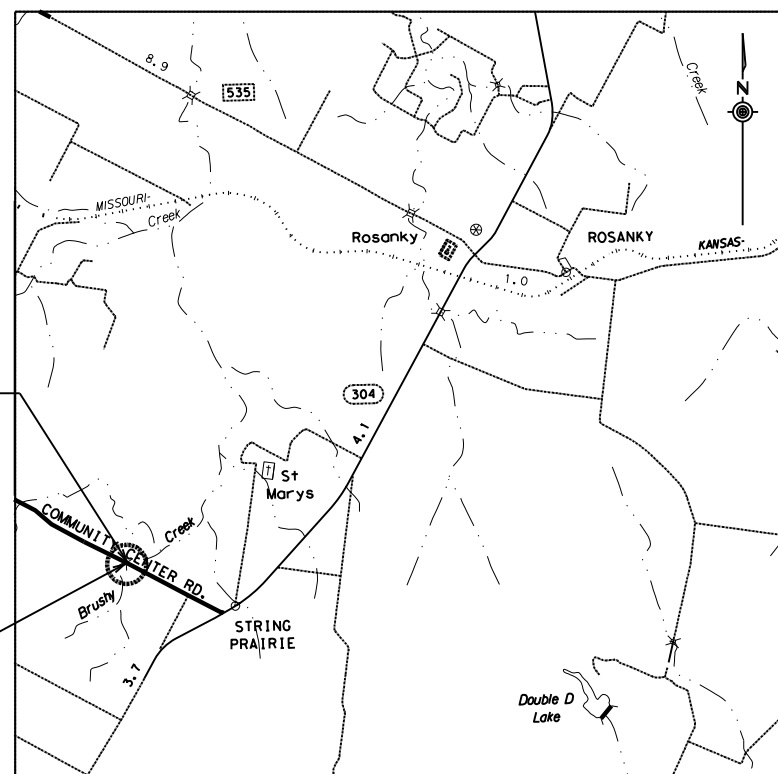 8.9
535
Creek
N
MISSOURI-
Creek
Rosanky
ROSANKY
KANSAS-
1.0
304
4.1
St
Marys
COMMUNITY CENTER RD.
Creek
Brushy
STRING
PRAIRIE
3.7
Double D
Lake